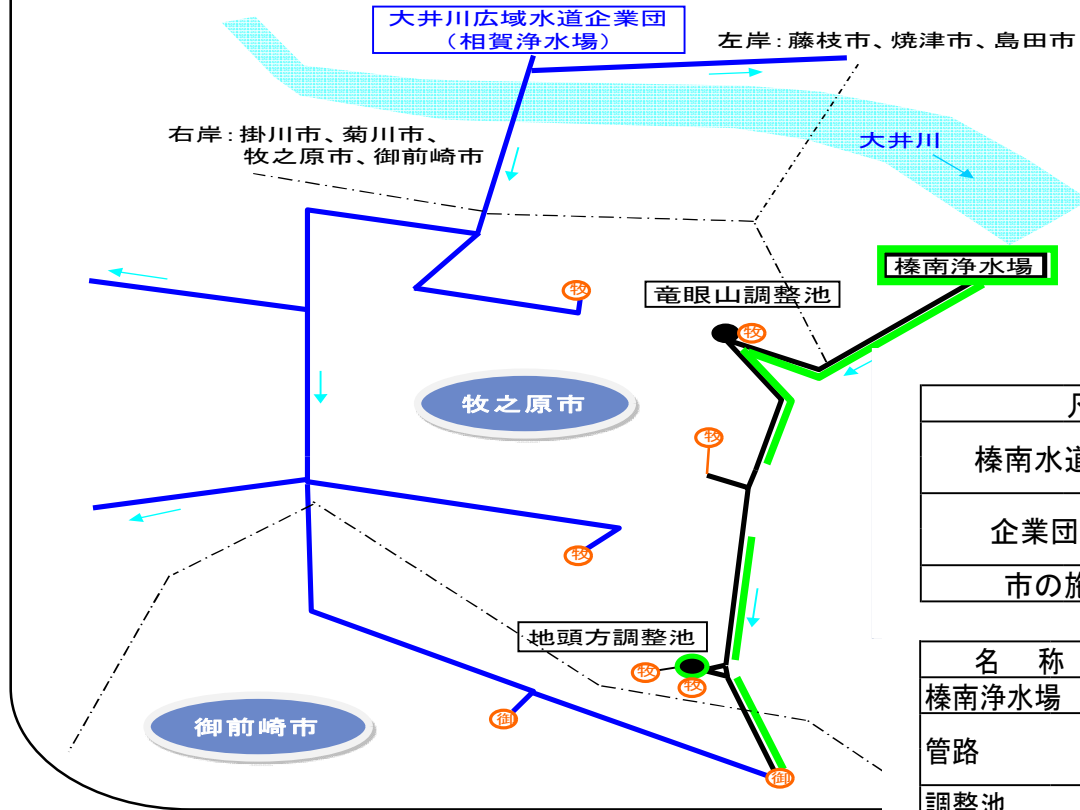 大井川広域水道企業団
(相賀浄水場)
左岸:藤枝市、焼津市、島田市
右岸:掛川市、菊川市、
牧之原市、御前崎市
大井川
榛南浄水場
竜眼山調整池
牧
牧
牧之原市
牧
牧
地頭方調整池
牧
牧
御
御前崎市
御
榛南水道
企業団
市の施
名 称
榛南浄水場
管路
調整池